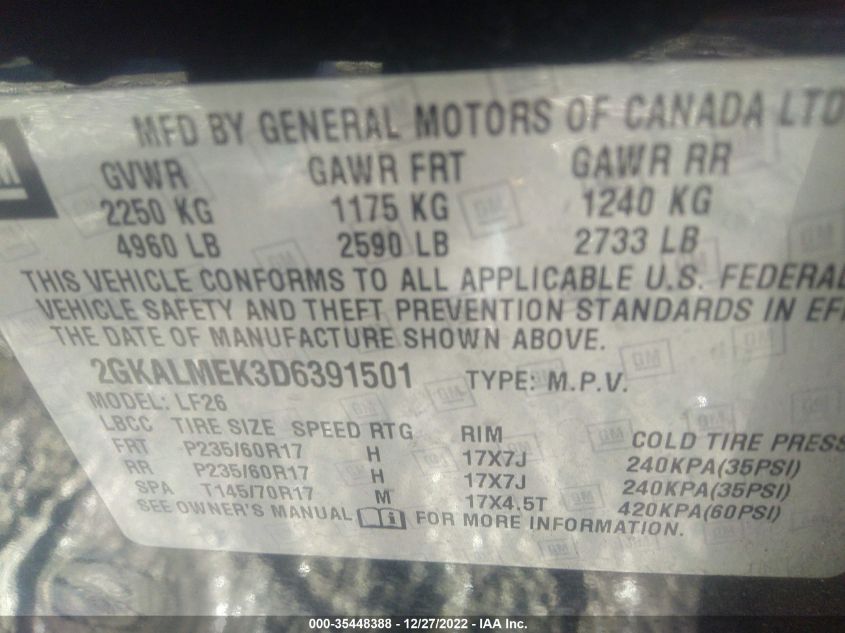 MFD BY GENERAL MOTORS OF CANADA LTD
GVWR GAWR FRT GAWR RR
2250 KG 1175 KG 1240 KG
4960 LB 2590 LB 2733 LB
THIS VEHICLE CONFORMS TO ALL APPLICABLE U.S. FEDERAL
VEHICLE SAFETY AND THEFT PREVENTION STANDARDS IN EFF
THE DATE OF MANUFACTURE SHOWN ABOVE.
2GKALMEK3D6391501 TYPE: M.P.V.
MODEL: LF26
LBCC TIRE SIZE SPEED RTG RIM COLD TIRE PRESS
FRT P235/60R17 H 17X7J 240KPA(35PSI)
RR P235/60R17 H 17X7J 240KPA(35PSI)
SPA T145/70R17 M 17X4.5T 420KPA(60PSI)
SEE OWNER'S MANUAL FOR MORE INFORMATION.
000-35448388 - 12/27/2022 - IAA Inc.